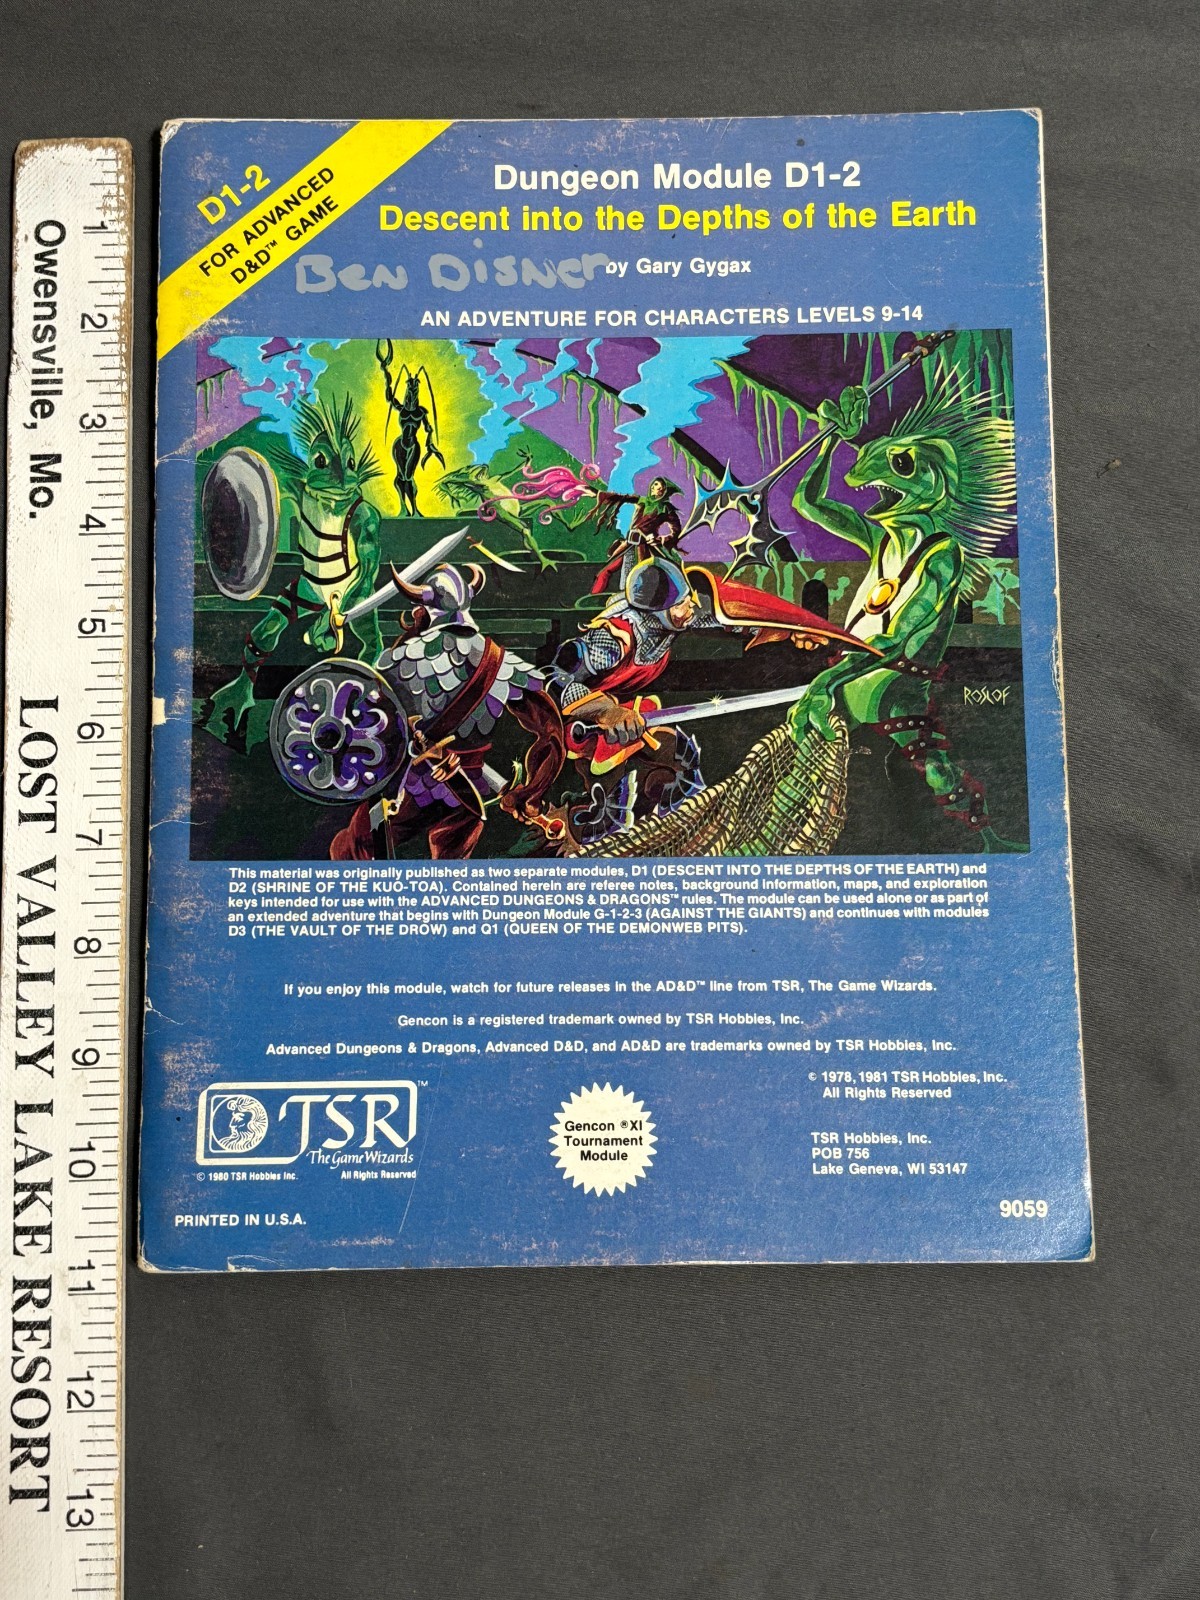 D1-2
FOR ADVANCED
D&D™ GAME
Dungeon Module D1-2
Descent into the Depths of the Earth
Ben Disner
by Gary Gygax
AN ADVENTURE FOR CHARACTERS LEVELS 9-14
ROSLOF
This material was originally published as two separate modules, D1 (DESCENT INTO THE DEPTHS OF THE EARTH) and
D2 (SHRINE OF THE KUO-TOA). Contained herein are referee notes, background information, maps, and exploration
keys intended for use with the ADVANCED DUNGEONS & DRAGONS™ rules. The module can be used alone or as part of
an extended adventure that begins with Dungeon Module G-1-2-3 (AGAINST THE GIANTS) and continues with modules
D3 (THE VAULT OF THE DROW) and Q1 (QUEEN OF THE DEMONWEB PITS).
If you enjoy this module, watch for future releases in the AD&D™ line from TSR, The Game Wizards.
Gencon is a registered trademark owned by TSR Hobbies, Inc.
Advanced Dungeons & Dragons, Advanced D&D, and AD&D are trademarks owned by TSR Hobbies, Inc.
© 1978, 1981 TSR Hobbies, Inc.
All Rights Reserved
TSR Hobbies, Inc.
POB 756
Lake Geneva, WI 53147
TSR™
The Game Wizards
© 1980 TSR Hobbies Inc. All Rights Reserved
Gencon ® XI
Tournament
Module
PRINTED IN U.S.A.
9059
Owensville, Mo.
LOST VALLEY LAKE RESORT
1
2
3
4
5
6
7
8
9
10
11
12
13